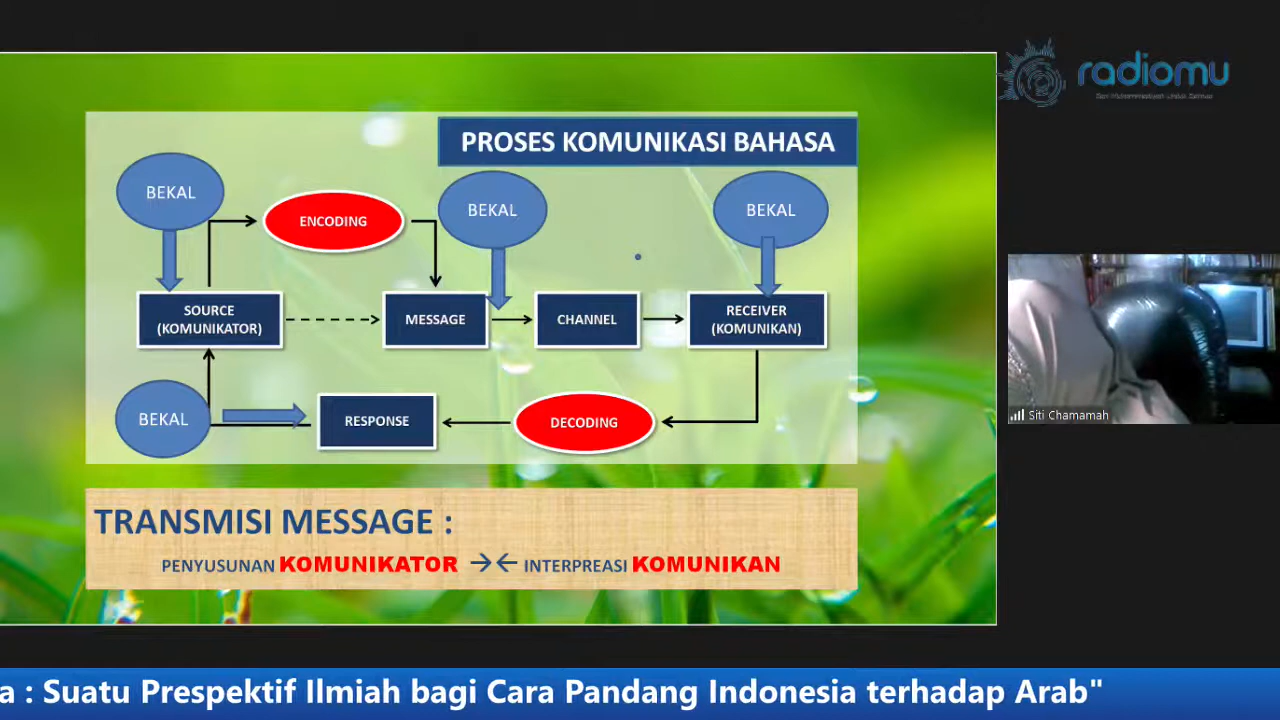 radiomu
PROSES KOMUNIKASI BAHASA
BEKAL
ENCODING
BEKAL
BEKAL
SOURCE
(KOMUNIKATOR)
MESSAGE
CHANNEL
RECEIVER
(KOMUNIKAN)
BEKAL
RESPONSE
DECODING
Siti Chamamah
TRANSMISI MESSAGE :
PENYUSUNAN KOMUNIKATOR →← INTERPREASI KOMUNIKAN
a : Suatu Prespektif Ilmiah bagi Cara Pandang Indonesia terhadap Arab"